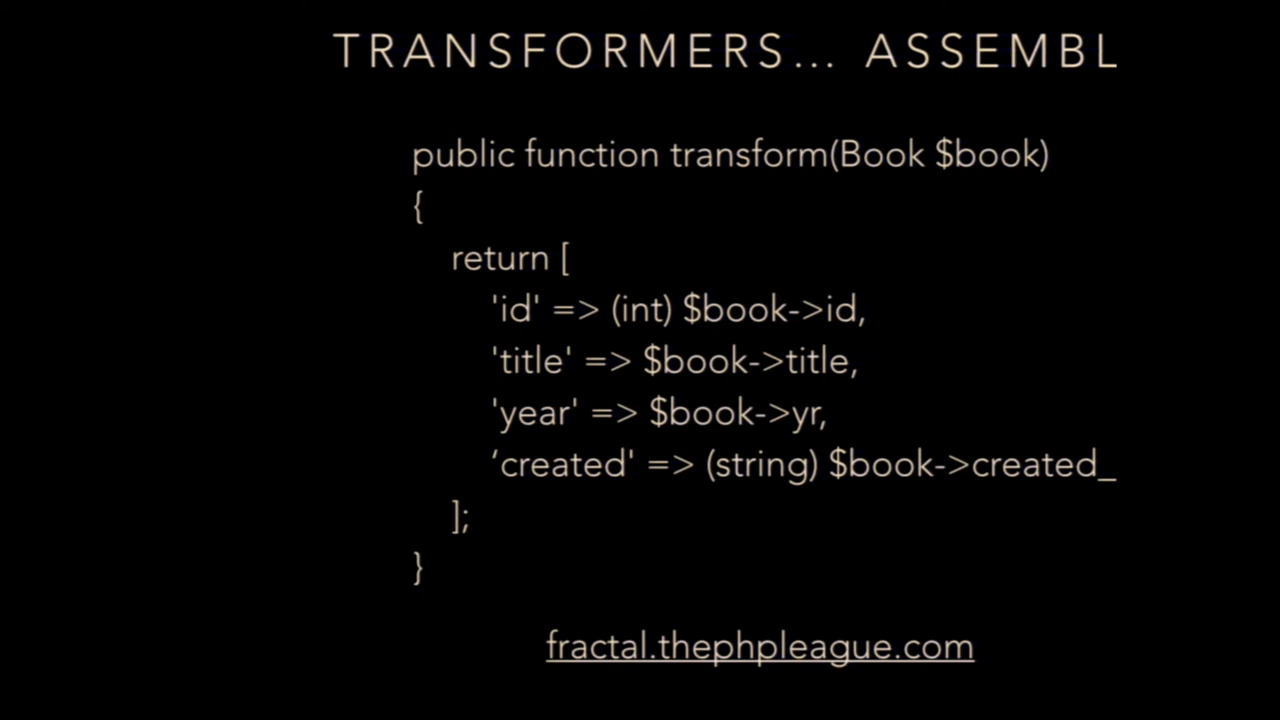 TRANSFORMERS... ASSEMBL
public function transform(Book $book)
{
return [
'id' => (int) $book->id,
'title' => $book->title,
'year' => $book->yr,
‘created' => (string) $book->created_
];
}
fractal.thephpleague.com